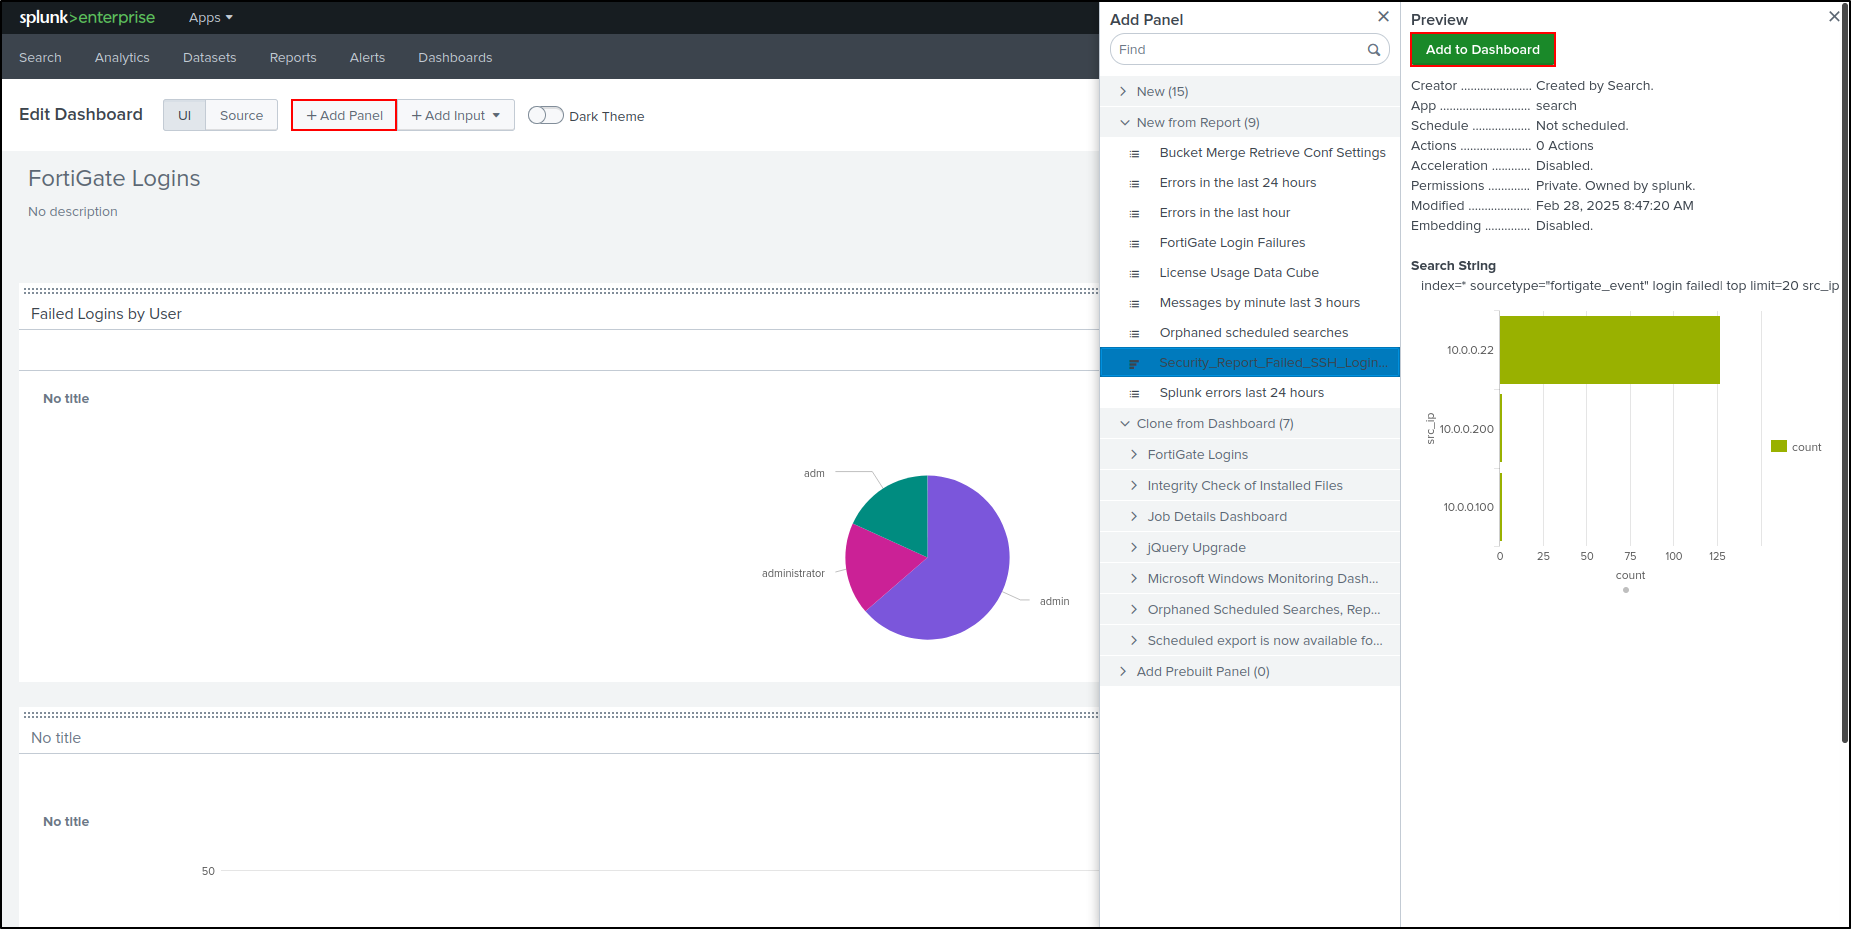 splunk>enterprise Apps
Search Analytics Datasets Reports Alerts Dashboards
Edit Dashboard UI Source + Add Panel + Add Input Dark Theme
FortiGate Logins
No description
Failed Logins by User
No title
adm
administrator
admin
No title
No title
50
Add Panel
Find
New (15)
New from Report (9)
Bucket Merge Retrieve Conf Settings
Errors in the last 24 hours
Errors in the last hour
FortiGate Login Failures
License Usage Data Cube
Messages by minute last 3 hours
Orphaned scheduled searches
Security_Report_Failed_SSH_Login...
Splunk errors last 24 hours
Clone from Dashboard (7)
FortiGate Logins
Integrity Check of Installed Files
Job Details Dashboard
jQuery Upgrade
Microsoft Windows Monitoring Dash...
Orphaned Scheduled Searches, Rep...
Scheduled export is now available fo...
Add Prebuilt Panel (0)
Preview
Add to Dashboard
Creator ...................... Created by Search.
App ............................ search
Schedule .................. Not scheduled.
Actions ...................... 0 Actions
Acceleration ............ Disabled.
Permissions ............. Private. Owned by splunk.
Modified .................... Feb 28, 2025 8:47:20 AM
Embedding .............. Disabled.
Search String
index=* sourcetype="fortigate_event" login failed| top limit=20 src_ip
10.0.0.22
10.0.0.200
10.0.0.100
src_ip
0 25 50 75 100 125
count
count